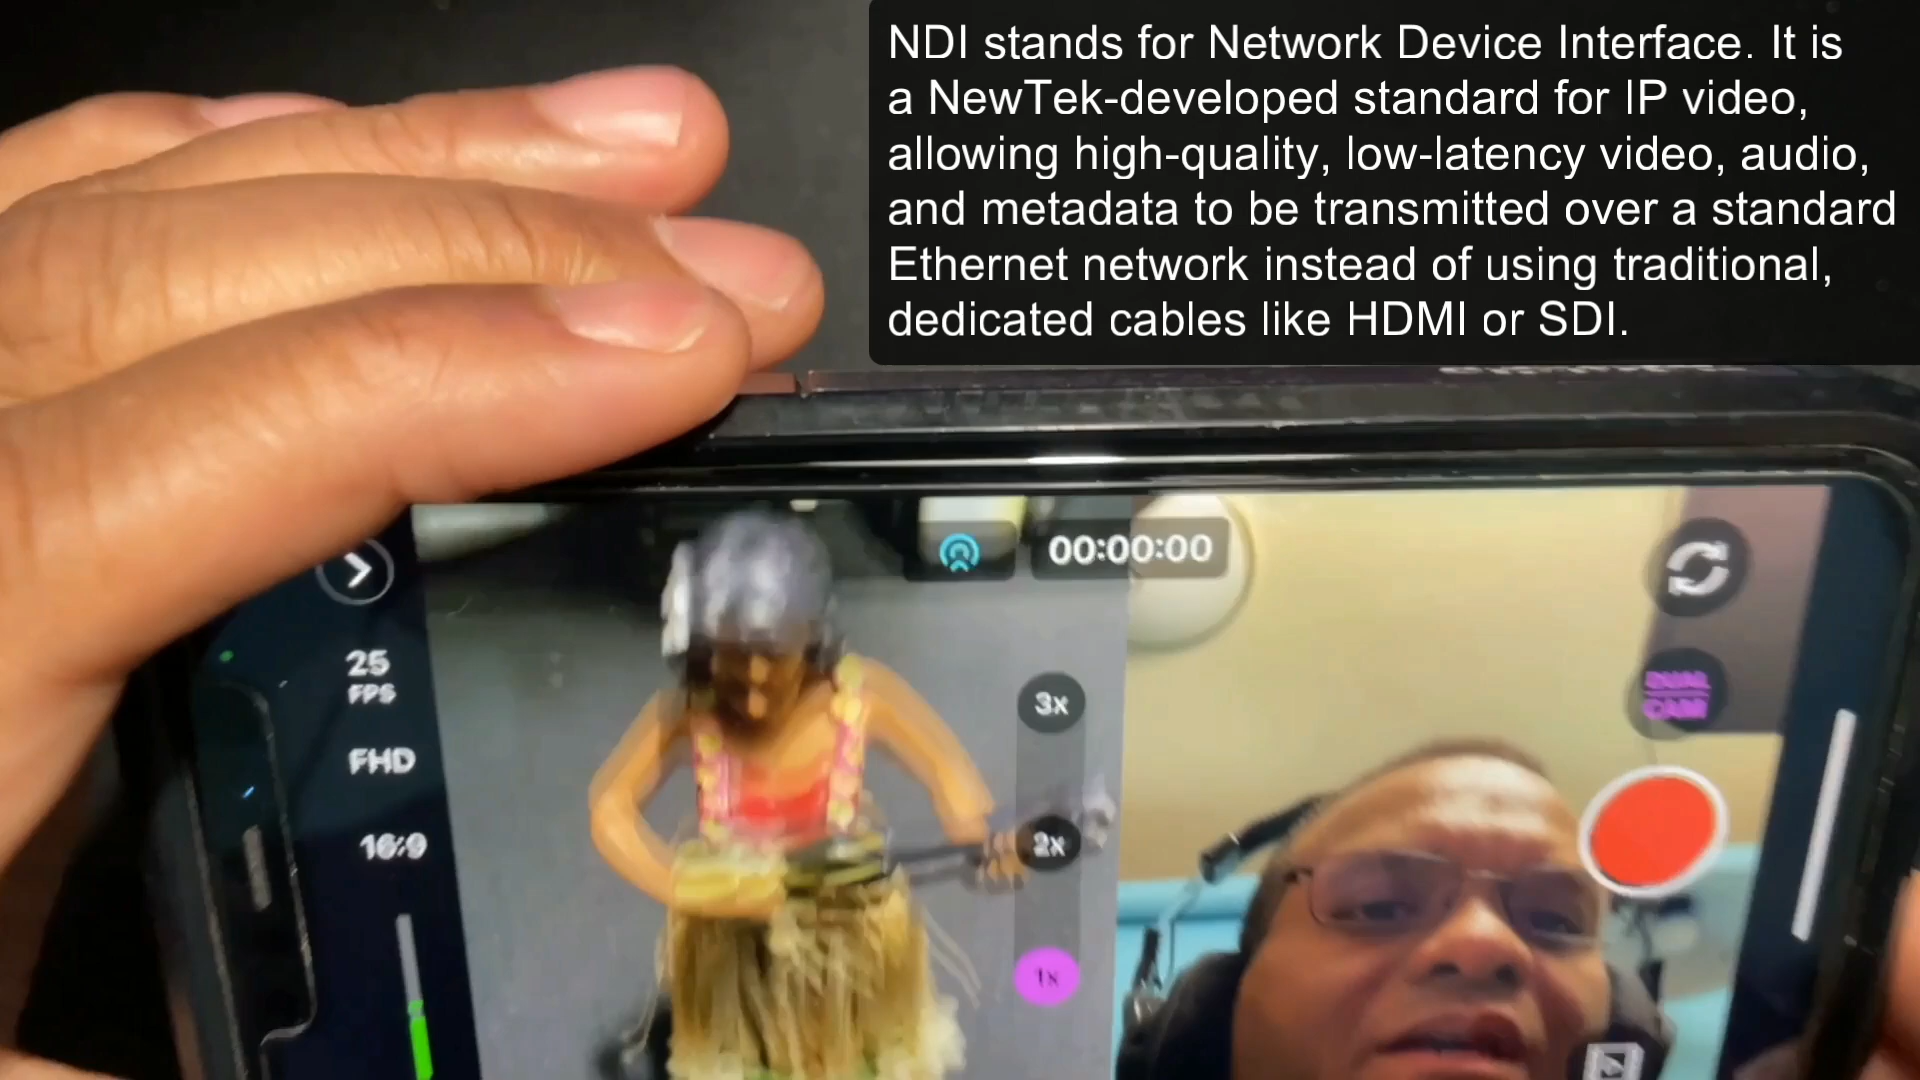 NDI stands for Network Device Interface. It is
a NewTek-developed standard for IP video,
allowing high-quality, low-latency video, audio,
and metadata to be transmitted over a standard
Ethernet network instead of using traditional,
dedicated cables like HDMI or SDI.
00:00:00
25
FPS
3x
DUAL
CAM
FHD
16:9
2x
1x